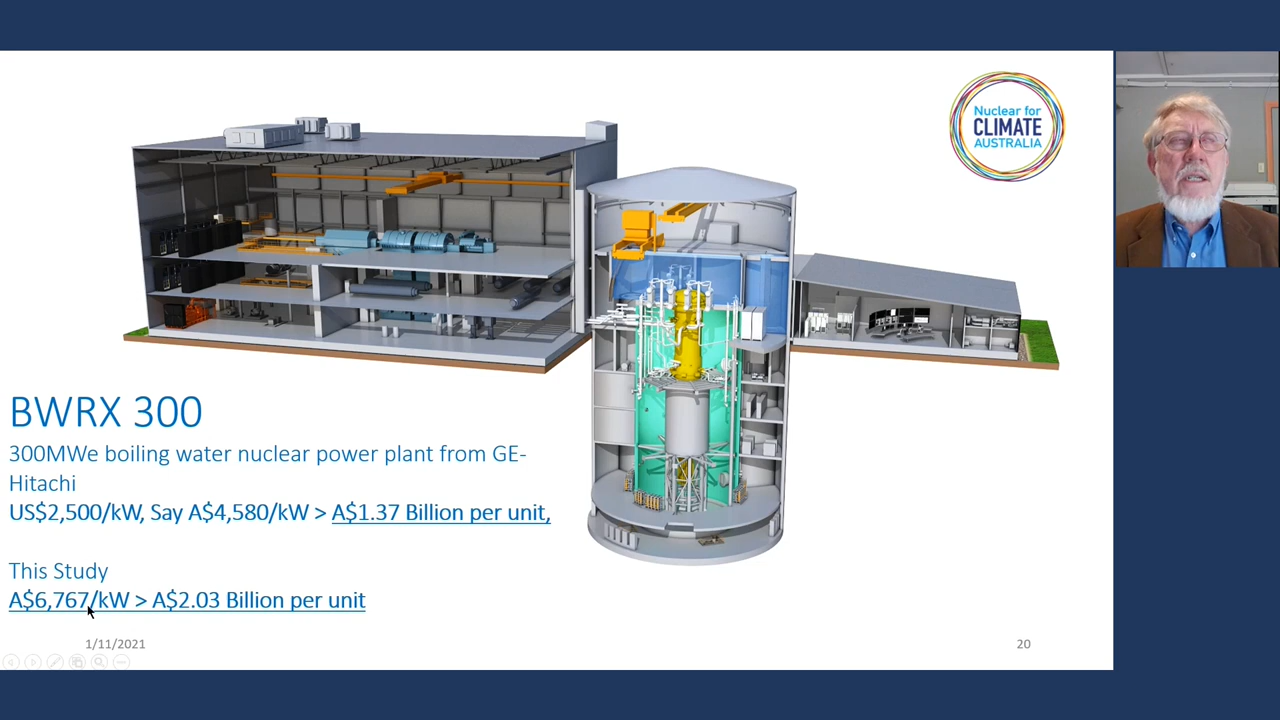 Nuclear for
CLIMATE
AUSTRALIA
BWRX 300
300MWe boiling water nuclear power plant from GE-
Hitachi
US$2,500/kW, Say A$4,580/kW > A$1.37 Billion per unit,
This Study
A$6,767/kW > A$2.03 Billion per unit
1/11/2021
20